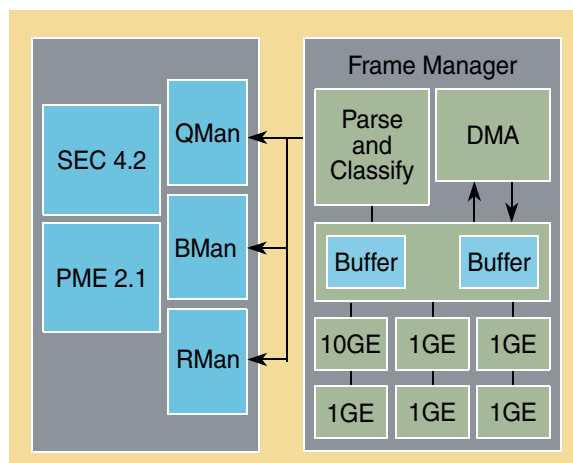 SEC 4.2
PME 2.1
QMan
BMan
RMan
Frame Manager
Parse
and
Classify
DMA
Buffer
Buffer
10GE
1GE
1GE
1GE
1GE
1GE